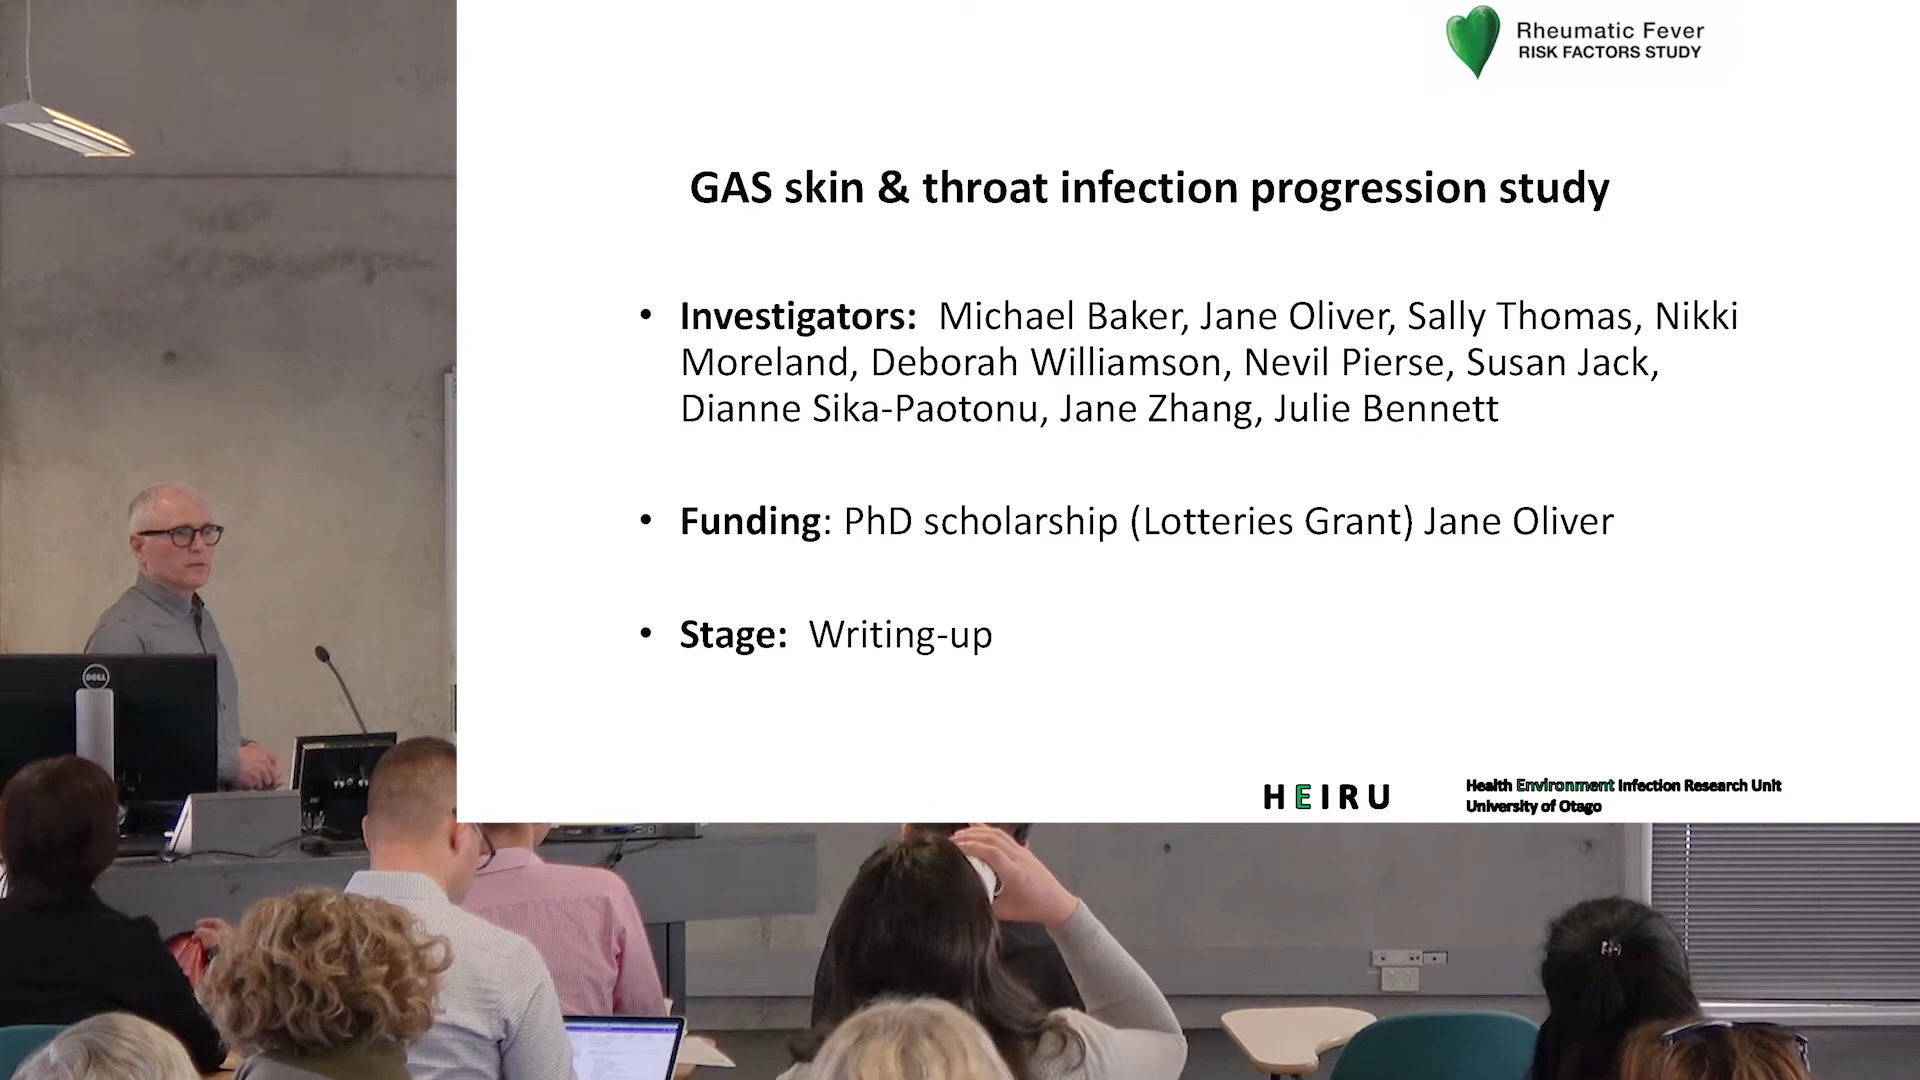 Rheumatic Fever
RISK FACTORS STUDY
GAS skin & throat infection progression study
• Investigators: Michael Baker, Jane Oliver, Sally Thomas, Nikki
Moreland, Deborah Williamson, Nevil Pierse, Susan Jack,
Dianne Sika-Paotonu, Jane Zhang, Julie Bennett
• Funding: PhD scholarship (Lotteries Grant) Jane Oliver
• Stage: Writing-up
HEIRU
Health Environment Infection Research Unit
University of Otago
DELL